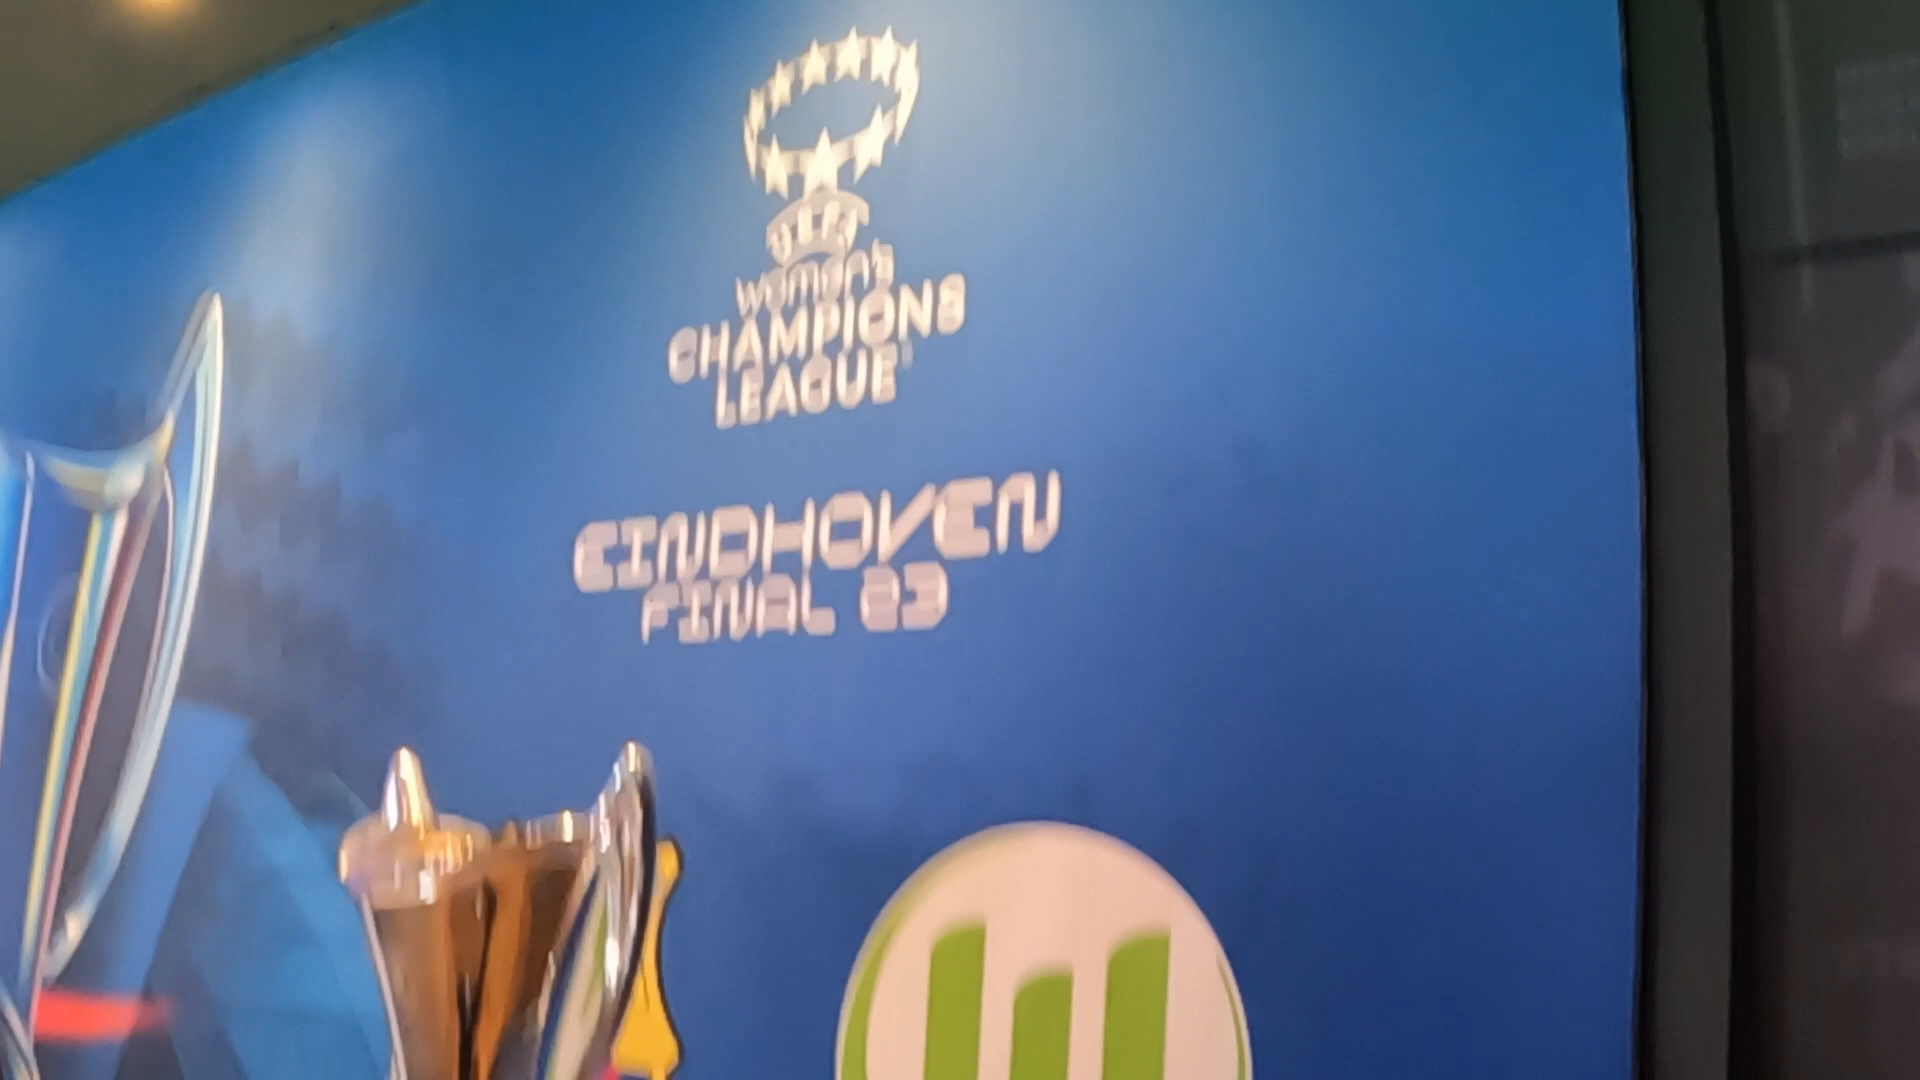 UEFA
Women's
CHAMPIONS
LEAGUE
EINDHOVEN
FINAL 23